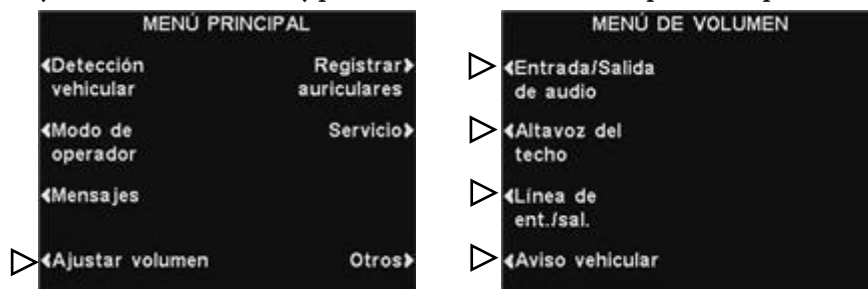 MENÚ PRINCIPAL
Detección
vehicular
Registrar
auriculares
Modo de
operador
Servicio
Mensajes
Ajustar volumen
Otros
MENÚ DE VOLUMEN
Entrada/Salida
de audio
Altavoz del
techo
Línea de
ent./sal.
Aviso vehicular